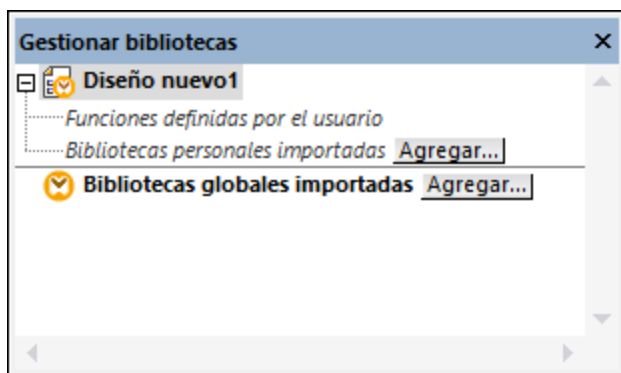 Gestionar bibliotecas
Diseño nuevo1
Funciones definidas por el usuario
Bibliotecas personales importadas Agregar...
Bibliotecas globales importadas Agregar...